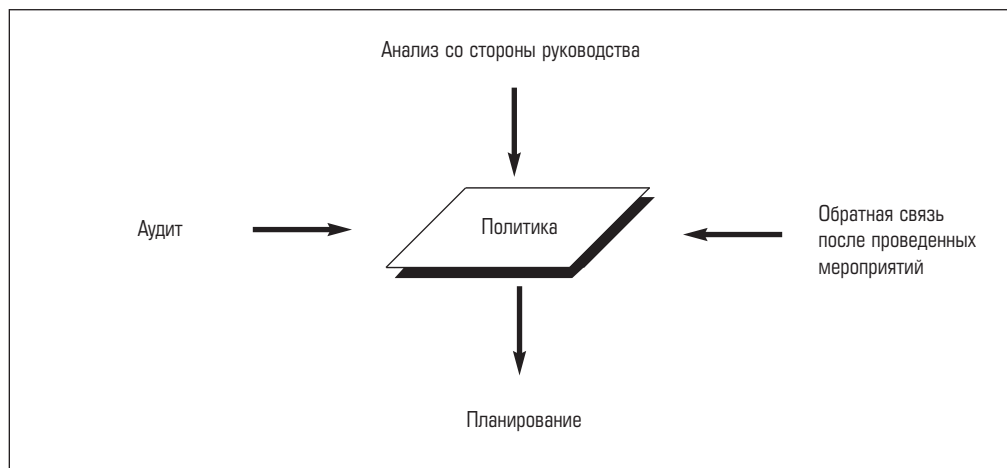 Анализ со стороны руководства
Аудит
Политика
Обратная связь
после проведенных
мероприятий
Планирование